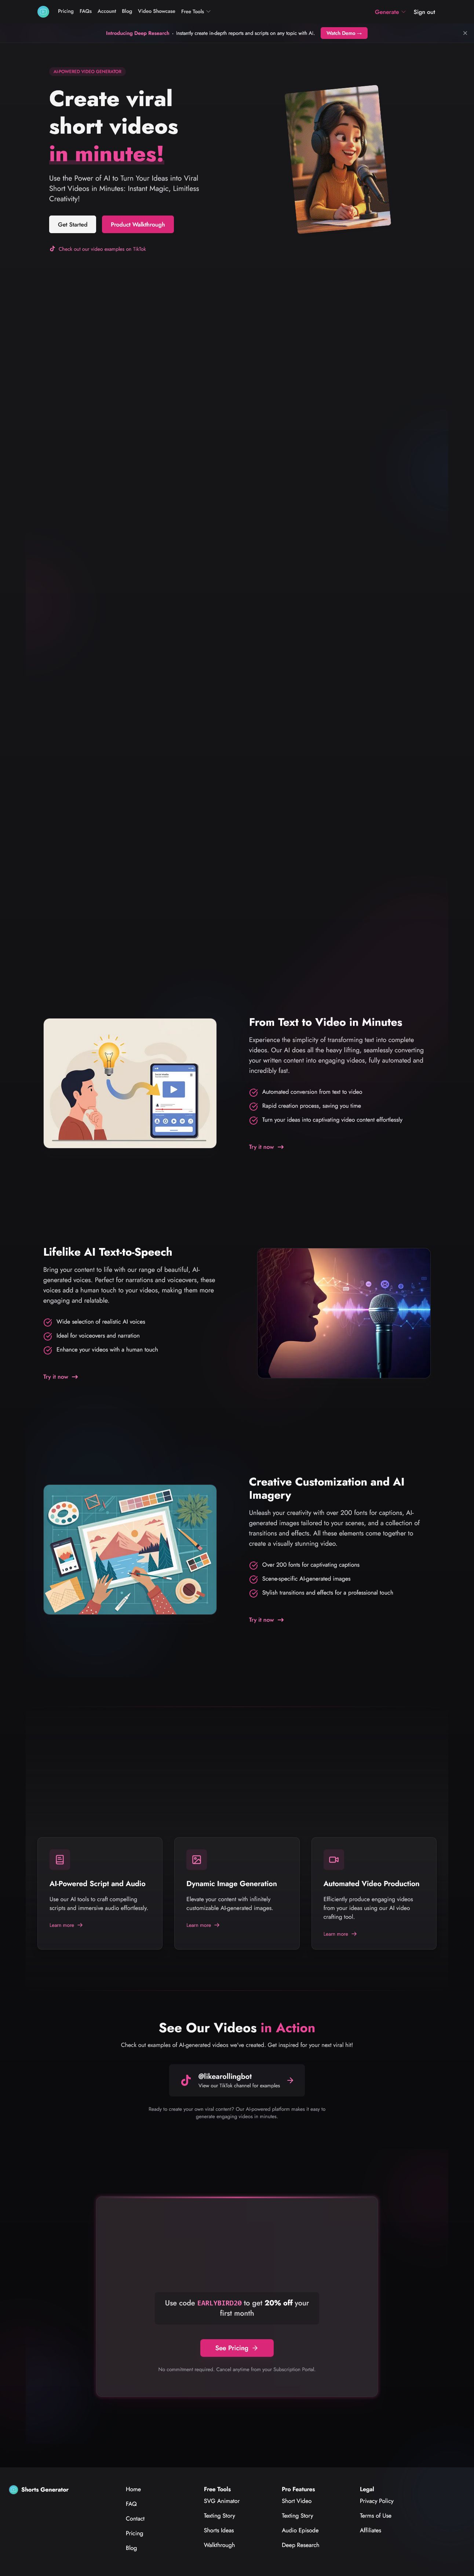 Pricing FAQs Account Blog Video Showcase Free Tools Generate Sign out
Introducing Deep Research - Instantly create in-depth reports and scripts on any topic with AI. Watch Demo →
AI-POWERED VIDEO GENERATOR
Create viral
short videos
in minutes!
Use the Power of AI to Turn Your Ideas into Viral
Short Videos in Minutes: Instant Magic, Limitless
Creativity!
Get Started Product Walkthrough
Check out our video examples on TikTok
From Text to Video in Minutes
Experience the simplicity of transforming text into complete
videos. Our AI does all the heavy lifting, seamlessly converting
your written content into engaging videos, fully automated and
incredibly fast.
Automated conversion from text to video
Rapid creation process, saving you time
Turn your ideas into captivating video content effortlessly
Try it now →
Lifelike AI Text-to-Speech
Bring your content to life with our range of beautiful, AI-
generated voices. Perfect for narrations and voiceovers, these
voices add a human touch to your videos, making them more
engaging and relatable.
Wide selection of realistic AI voices
Ideal for voiceovers and narration
Enhance your videos with a human touch
Try it now →
Creative Customization and AI
Imagery
Unleash your creativity with over 200 fonts for captions, AI-
generated images tailored to your scenes, and a collection of
transitions and effects. All these elements come together to
create a visually stunning video.
Over 200 fonts for captivating captions
Scene-specific AI-generated images
Stylish transitions and effects for a professional touch
Try it now →
AI-Powered Script and Audio
Use our AI tools to craft compelling
scripts and immersive audio effortlessly.
Learn more →
Dynamic Image Generation
Elevate your content with infinitely
customizable AI-generated images.
Learn more →
Automated Video Production
Efficiently produce engaging videos
from your ideas using our AI video
crafting tool.
Learn more →
See Our Videos in Action
Check out examples of AI-generated videos we've created. Get inspired for your next viral hit!
@likearollingbot
View our TikTok channel for examples
Ready to create your own viral content? Our AI-powered platform makes it easy to
generate engaging videos in minutes.
Use code EARLYBIRD20 to get 20% off your
first month
See Pricing →
No commitment required. Cancel anytime from your Subscription Portal.
Shorts Generator
Home
FAQ
Contact
Pricing
Blog
Free Tools
SVG Animator
Texting Story
Shorts Ideas
Walkthrough
Pro Features
Short Video
Texting Story
Audio Episode
Deep Research
Legal
Privacy Policy
Terms of Use
Affiliates